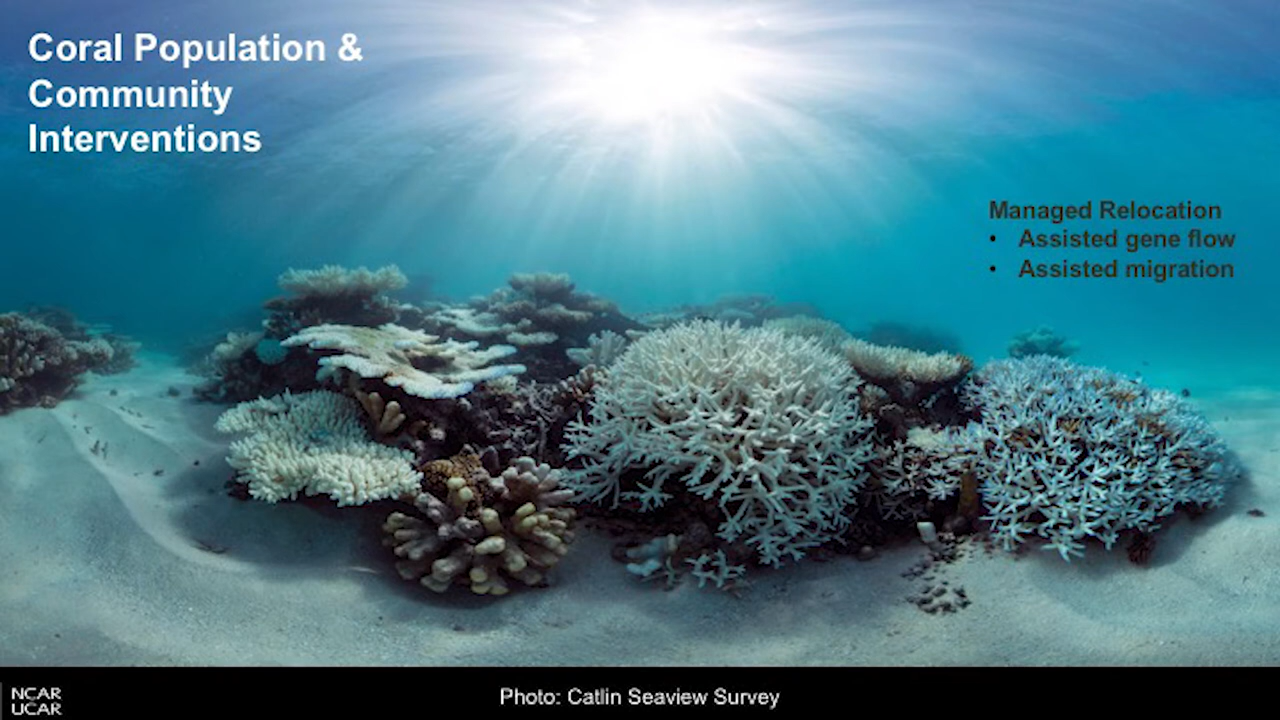 Coral Population &
Community
Interventions
Managed Relocation
• Assisted gene flow
• Assisted migration
NCAR
UCAR
Photo: Catlin Seaview Survey